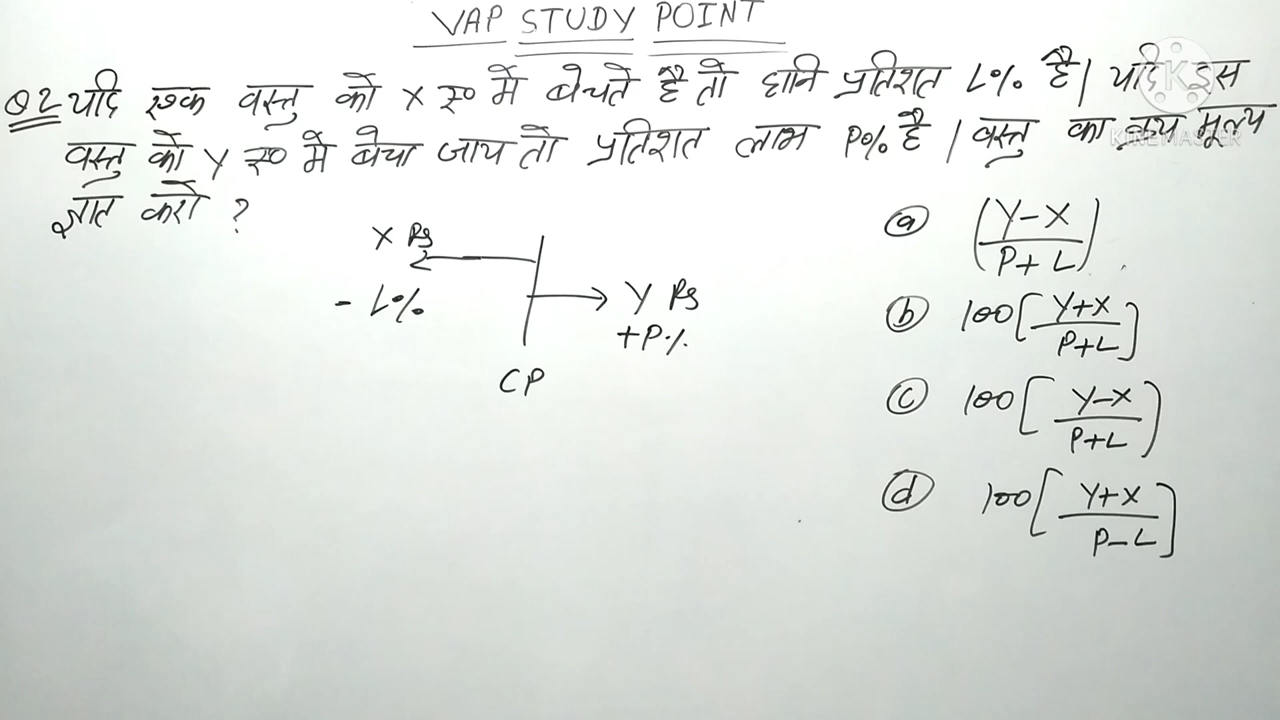 VAP STUDY POINT
Q2 यदि एक वस्तु को X रु० में बेचते है तो हानि प्रतिशत L% है। यदि इस
वस्तु को Y रु० में बेचा जाय तो प्रतिशत लाभ P% है। वस्तु का क्रय मूल्य
ज्ञात करो ?
KINEMASTER
X Rs
- L%
Y Rs
+P%
CP
(a) (Y-X / P+L)
(b) 100[Y+X / P+L]
(c) 100[Y-X / P+L]
(d) 100[Y+X / P-L]